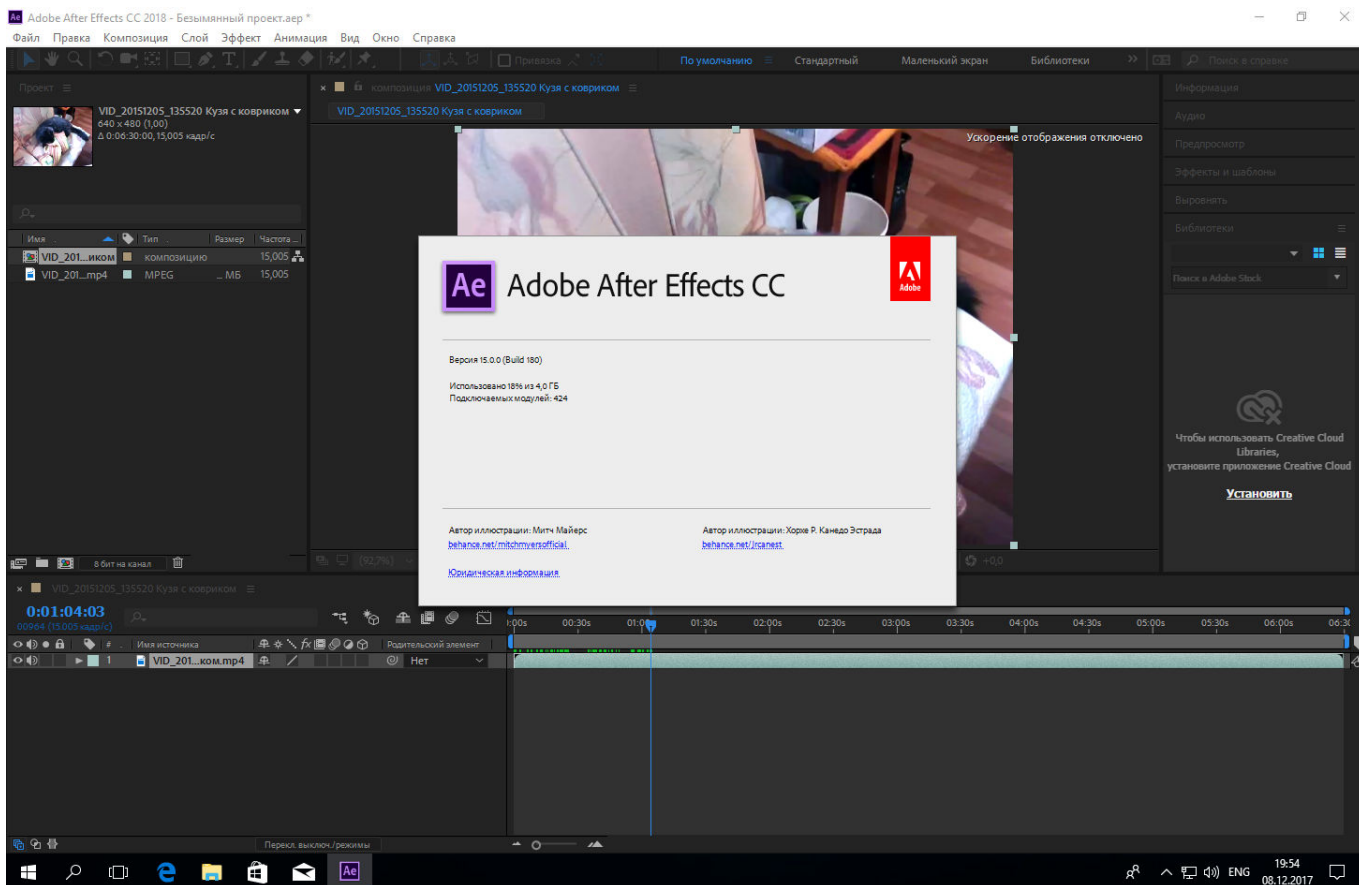 Ae Adobe After Effects CC 2018 - Безымянный проект.aep *
Файл Правка Композиция Слой Эффект Анимация Вид Окно Справка
Привязка
По умолчанию
Стандартный
Маленький экран
Библиотеки
Поиск в справке
Проект
композиция VID_20151205_135520 Кузя с ковриком
Информация
VID_20151205_135520 Кузя с ковриком
VID_20151205_135520 Кузя с ковриком
640 x 480 (1,00)
Δ 0:06:30:00, 15,005 кадр/с
Аудио
Ускорение отображения отключено
Предпросмотр
Эффекты и шаблоны
Выровнять
Библиотеки
Имя Тип Размер Частота ...
VID_201...иком композицию 15,005
VID_201...mp4 MPEG ... МБ 15,005
Поиск в Adobe Stock
Ae Adobe After Effects CC
Adobe
Версия 15.0.0 (Build 180)
Использовано 18% из 4,0 ГБ
Подключаемых модулей: 424
Чтобы использовать Creative Cloud
Libraries,
установите приложение Creative Cloud
Установить
Автор иллюстрации: Митч Майерс
behance.net/mitchmyersofficial
Автор иллюстрации: Хорхе Р. Канедо Эстрада
behance.net/jrcanest
Юридическая информация
8 бит на канал
(92,7%)
+0,0
VID_20151205_135520 Кузя с ковриком
0:01:04:03
00964 (15.005 кадр/с)
:00s 00:30s 01:00 01:30s 02:00s 02:30s 03:00s 03:30s 04:00s 04:30s 05:00s 05:30s 06:00s 06:30
# Имя источника Родительский элемент
1 VID_201...ком.mp4 Нет
Перекл. выключ./режимы
Ae
ENG
19:54
08.12.2017